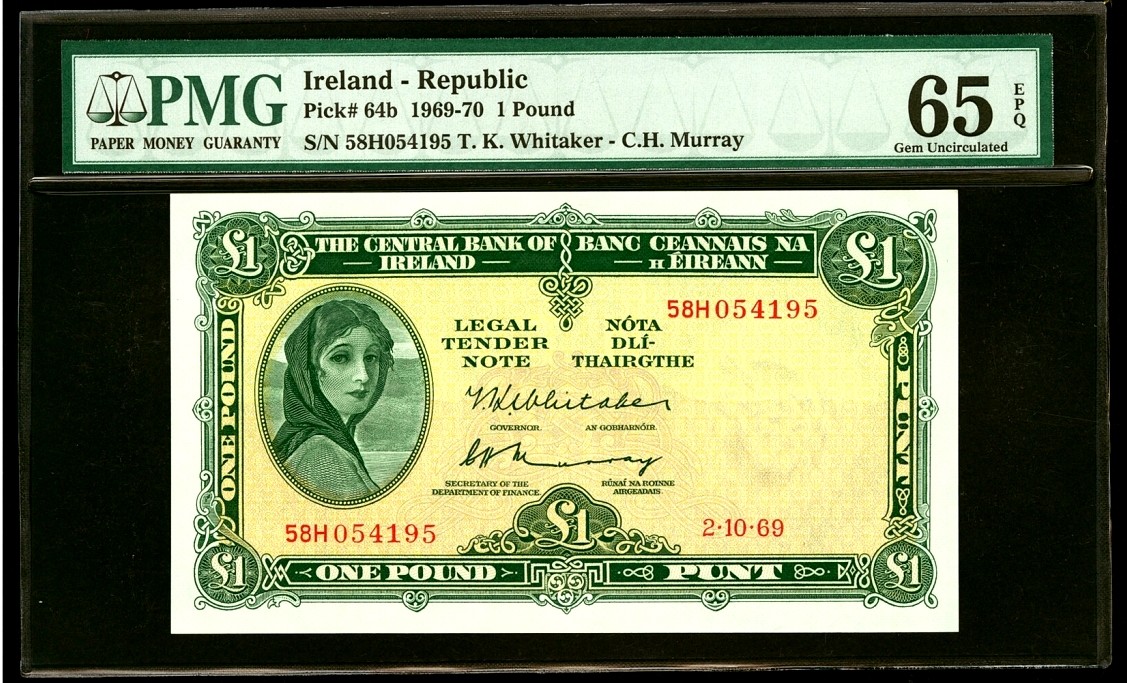 PMG
PAPER MONEY GUARANTY
Ireland - Republic
Pick# 64b 1969-70 1 Pound
S/N 58H054195 T. K. Whitaker - C.H. Murray
65
EPQ
Gem Uncirculated
£1
THE CENTRAL BANK OF
IRELAND
BANC CEANNAIS NA
H ÉIREANN
£1
58H054195
LEGAL
TENDER
NOTE
NÓTA
DLÍ-
THAIRGTHE
ONE POUND
T.K. Whitaker
GOVERNOR. AN GOBHARNÓIR.
C H Murray
SECRETARY OF THE
DEPARTMENT OF FINANCE.
RÚNAÍ NA ROINNE
AIRGEADAIS
58H054195
£1
2·10·69
£1
ONE POUND
PUNT
£1